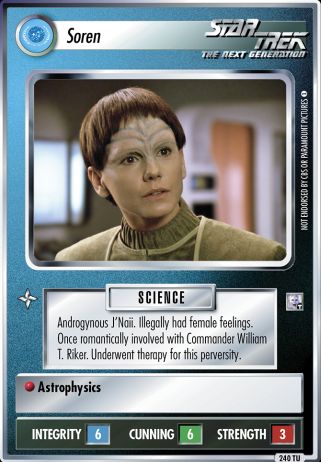 Soren
STAR TREK
THE NEXT GENERATION
NOT ENDORSED BY CBS OR PARAMOUNT PICTURES
SCIENCE
Androgynous J'Naii. Illegally had female feelings.
Once romantically involved with Commander William
T. Riker. Underwent therapy for this perversity.
Astrophysics
INTEGRITY 6 CUNNING 6 STRENGTH 3
240 TU